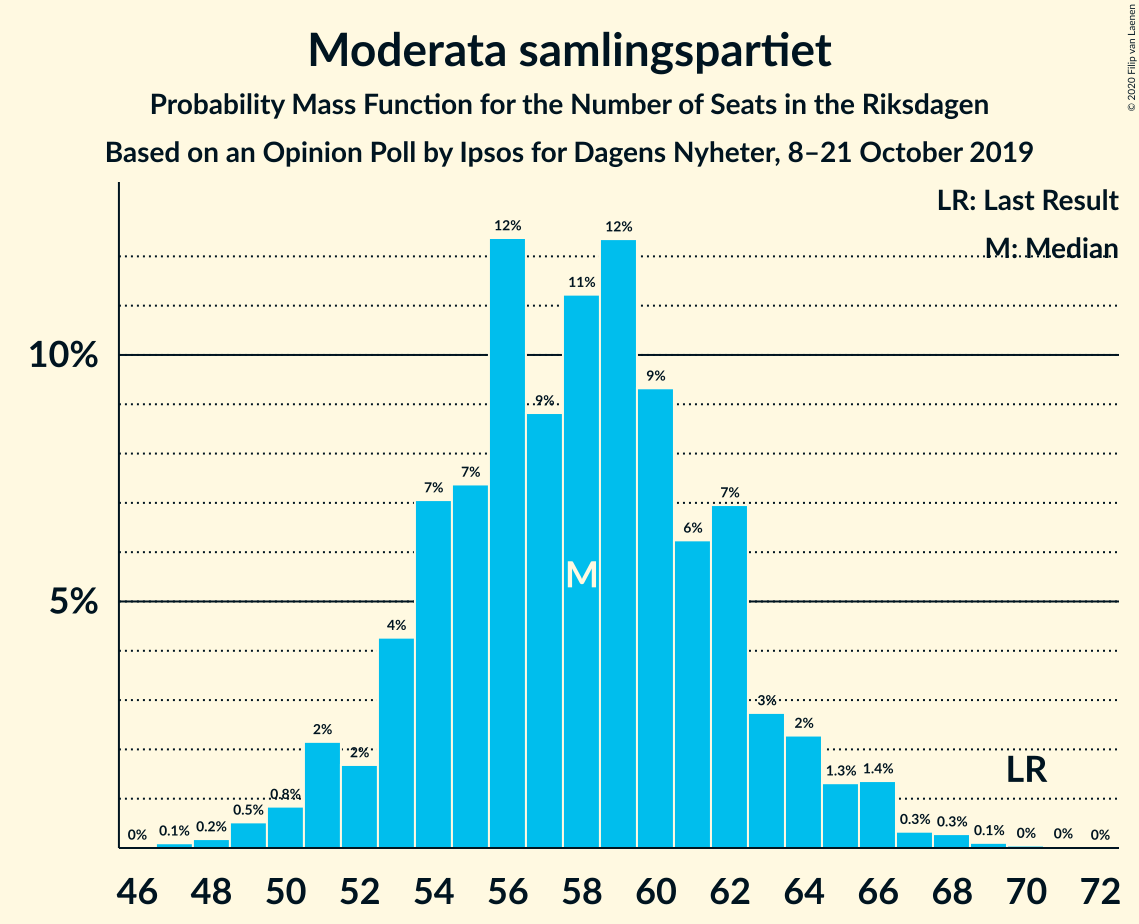 Moderata samlingspartiet
Probability Mass Function for the Number of Seats in the Riksdagen
Based on an Opinion Poll by Ipsos for Dagens Nyheter, 8–21 October 2019
© 2020 Filip van Laenen
LR: Last Result
M: Median
10%
5%
0% 0.1% 0.2% 0.5% 0.8% 2% 2% 4% 7% 7% 12% 9% 11% 12% 9% 6% 7% 3% 2% 1.3% 1.4% 0.3% 0.3% 0.1% 0% 0% 0%
M
LR
46 48 50 52 54 56 58 60 62 64 66 68 70 72